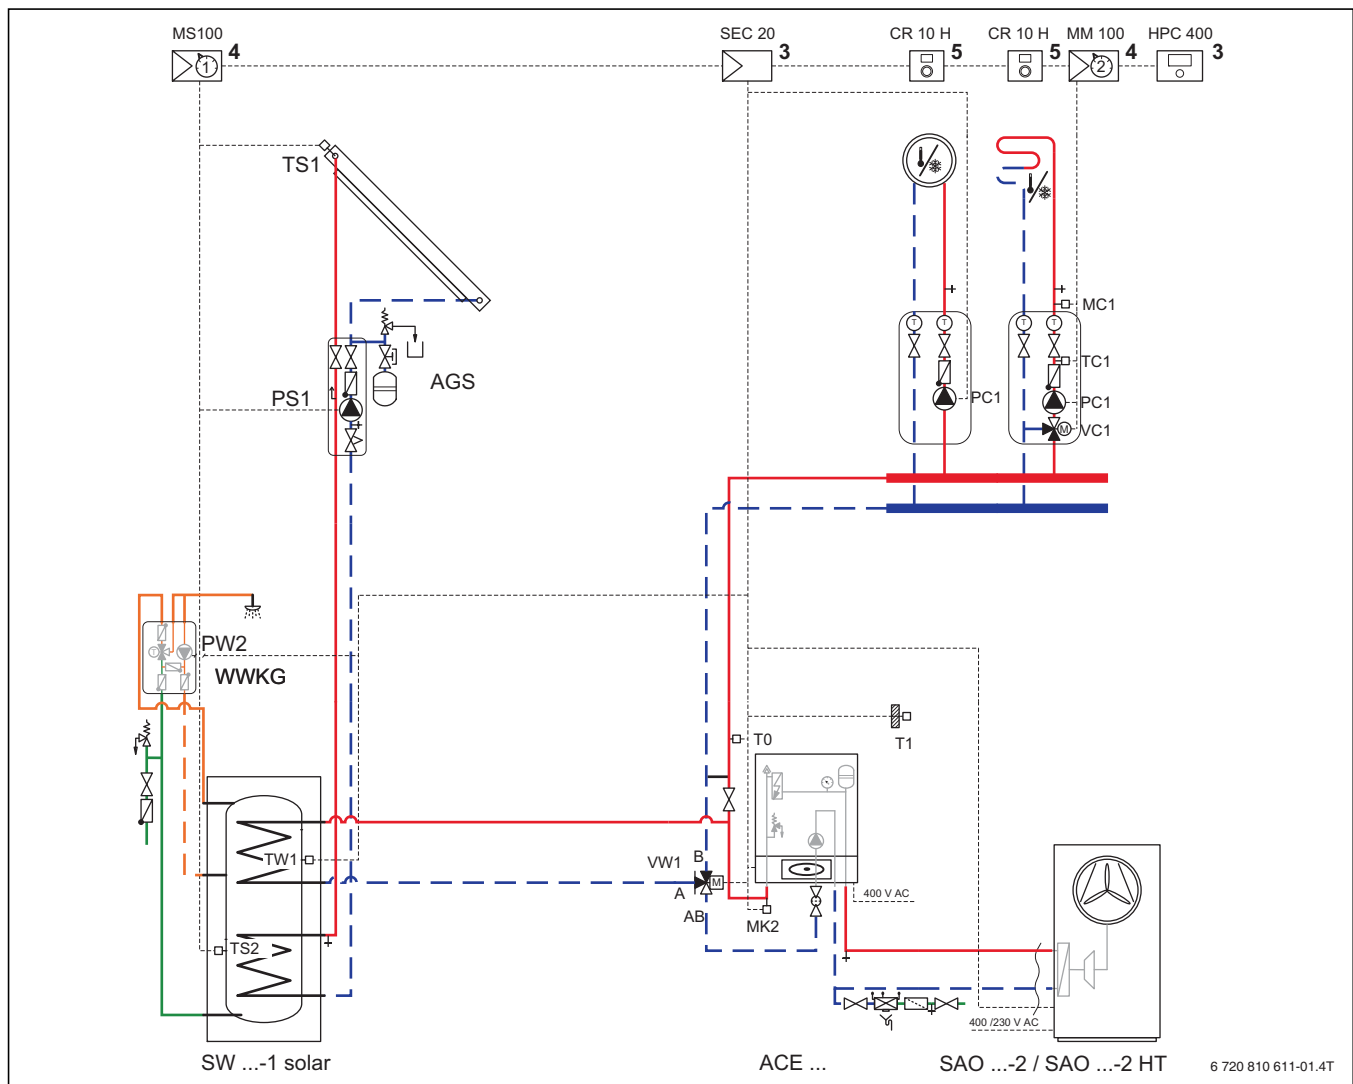 MS100 4
SEC 20 3
CR 10 H 5
CR 10 H 5
MM 100 4
HPC 400 3
1
2
TS1
MC1
T T T T
TC1
AGS
PS1
PC1
PC1
M VC1
PW2
T
WWKG
T0
T1
B
VW1
TW1
M
A
400 V AC
AB
MK2
TS2
400 /230 V AC
SW ...-1 solar
ACE ...
SAO ...-2 / SAO ...-2 HT
6 720 810 611-01.4T